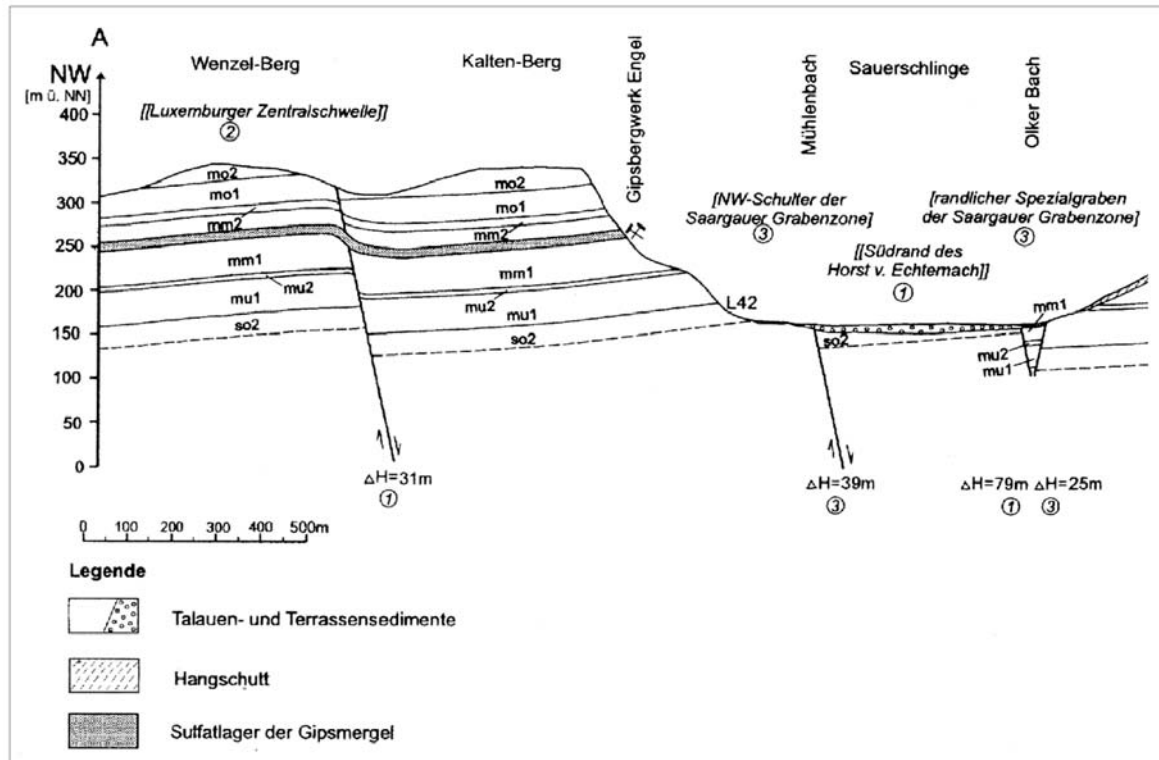 A
NW
[m ü. NN]
Wenzel-Berg
Kalten-Berg
Gipsbergwerk Engel
Mühlenbach
Sauerschlinge
Olker Bach
[[Luxemburger Zentralschwelle]]
②
[NW-Schulter der
Saargauer Grabenzone]
③
[randlicher Spezialgraben
der Saargauer Grabenzone]
③
[[Südrand des
Horst v. Echternach]]
①
400
350
300
250
200
150
100
50
0
mo2
mo1
mm2
mm1
mu2
mu1
so2
mo2
mo1
mm2
mm1
mu2
mu1
so2
L42
so2
mm1
mu2
mu1
△H=31m
①
△H=39m
③
△H=79m △H=25m
① ③
0 100 200 300 400 500m
Legende
Talauen- und Terrassensedimente
Hangschutt
Sulfatlager der Gipsmergel